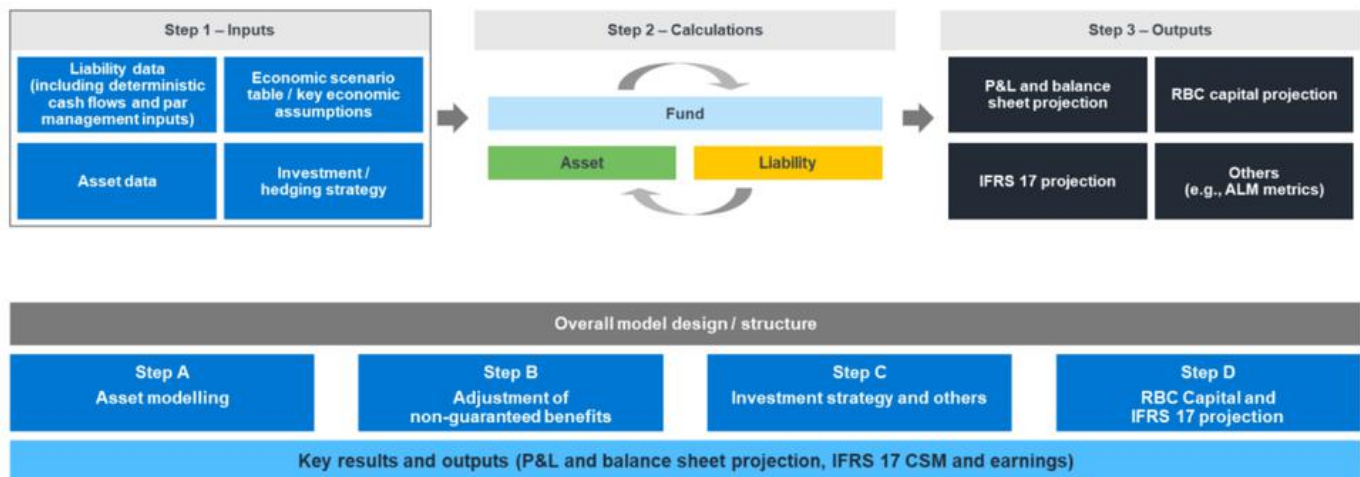 Step 1 – Inputs
Liability data
(including deterministic
cash flows and par
management inputs)
Economic scenario
table / key economic
assumptions
Asset data
Investment /
hedging strategy
Step 2 – Calculations
Fund
Asset
Liability
Step 3 – Outputs
P&L and balance
sheet projection
RBC capital projection
IFRS 17 projection
Others
(e.g., ALM metrics)
Overall model design / structure
Step A
Asset modelling
Step B
Adjustment of
non-guaranteed benefits
Step C
Investment strategy and others
Step D
RBC Capital and
IFRS 17 projection
Key results and outputs (P&L and balance sheet projection, IFRS 17 CSM and earnings)